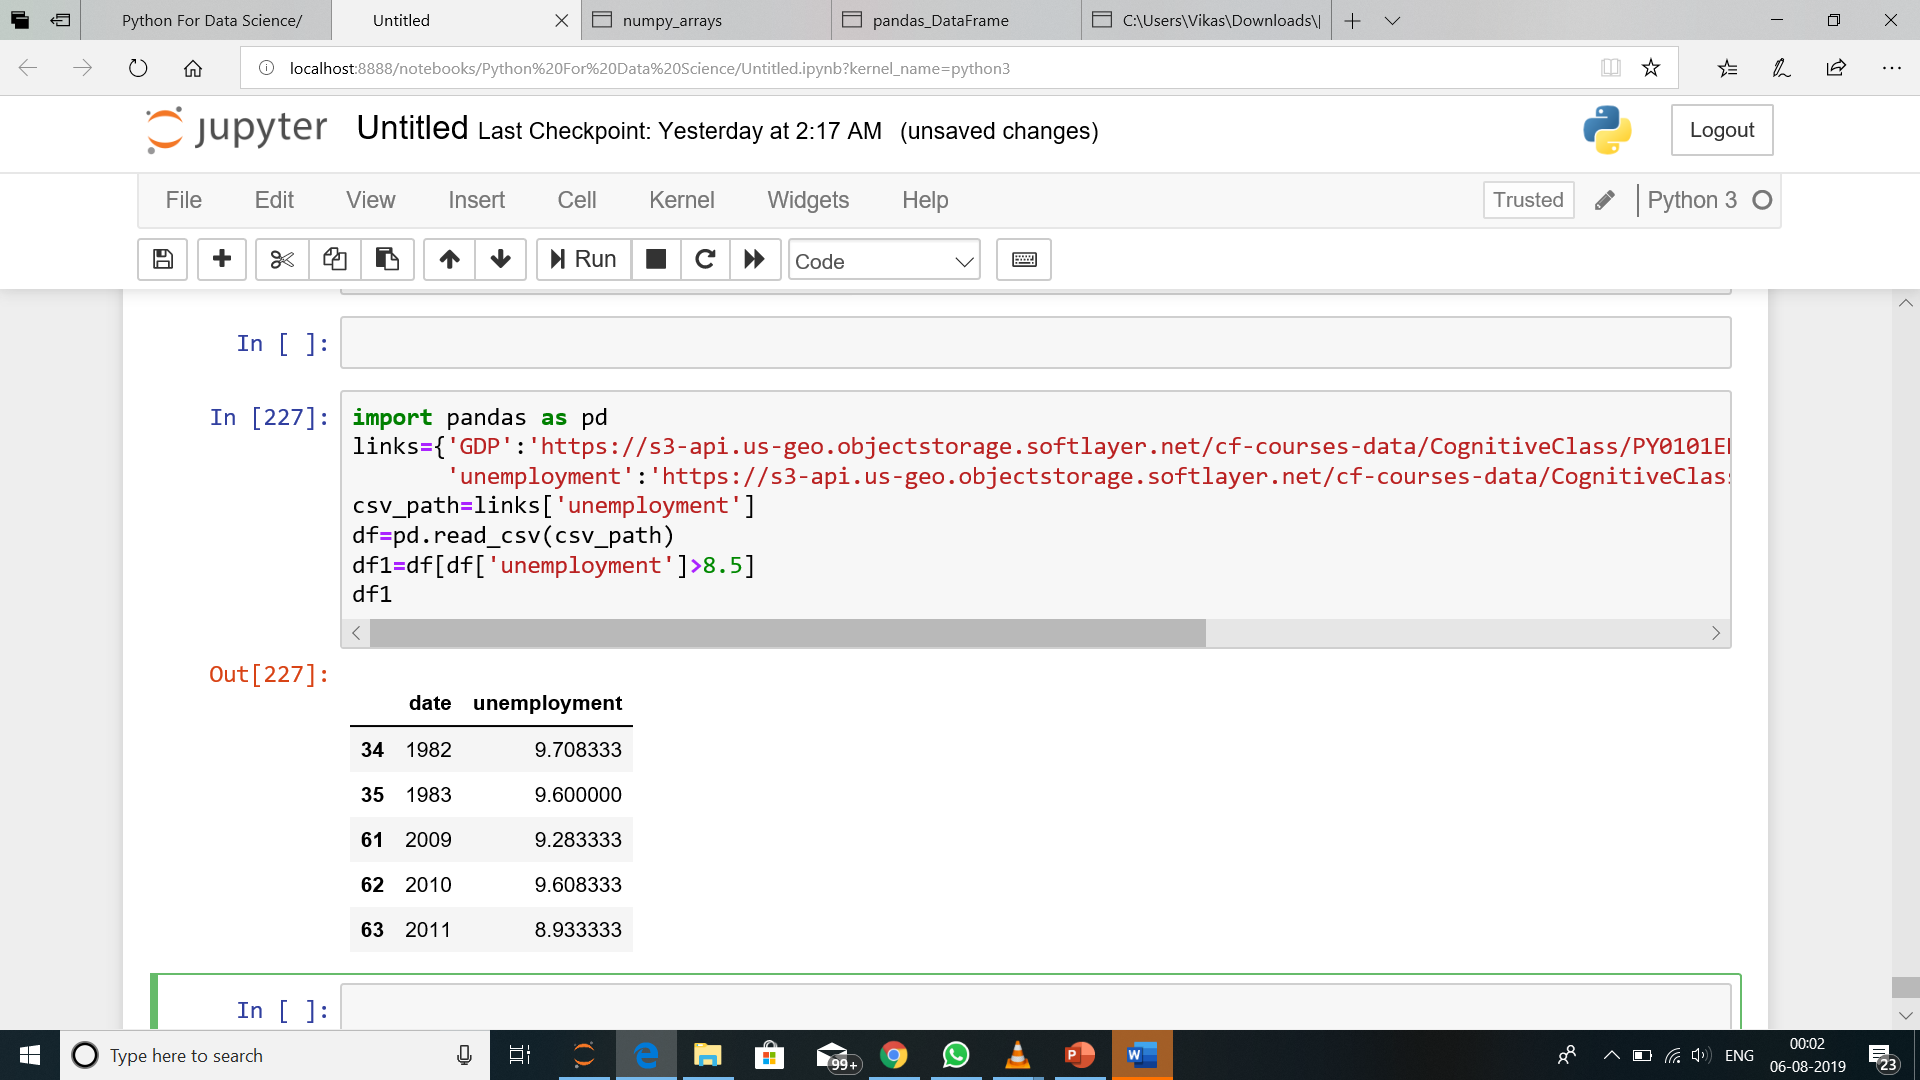 Python For Data Science/ Untitled numpy_arrays pandas_DataFrame C:\Users\Vikas\Downloads\
localhost:8888/notebooks/Python%20For%20Data%20Science/Untitled.ipynb?kernel_name=python3
jupyter Untitled Last Checkpoint: Yesterday at 2:17 AM (unsaved changes) Logout
File Edit View Insert Cell Kernel Widgets Help Trusted Python 3
Run Code
In [ ]:
In [227]: import pandas as pd
links={'GDP':'https://s3-api.us-geo.objectstorage.softlayer.net/cf-courses-data/CognitiveClass/PY0101E
'unemployment':'https://s3-api.us-geo.objectstorage.softlayer.net/cf-courses-data/CognitiveClas
csv_path=links['unemployment']
df=pd.read_csv(csv_path)
df1=df[df['unemployment']>8.5]
df1
Out[227]:
date unemployment
34 1982 9.708333
35 1983 9.600000
61 2009 9.283333
62 2010 9.608333
63 2011 8.933333
In [ ]:
Type here to search 99+ ENG 00:02
06-08-2019 23